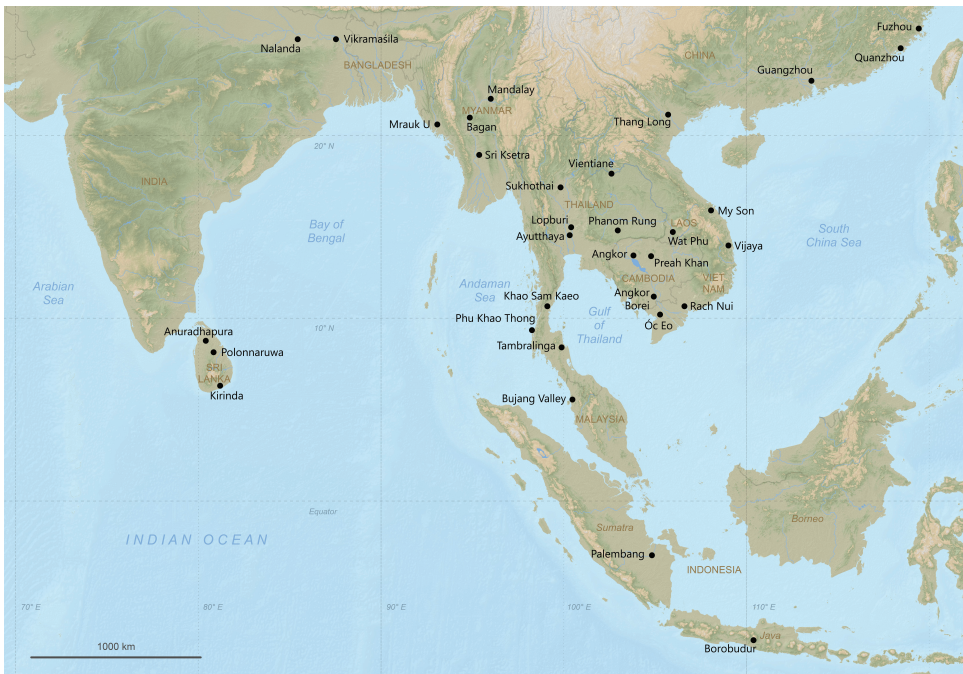 Fuzhou
Nalanda
Vikramaśila
Quanzhou
CHINA
BANGLADESH
Guangzhou
Mandalay
MYANMAR
Mrauk U
Bagan
Thang Long
20° N
Sri Ksetra
Vientiane
INDIA
Sukhothai
THAILAND
My Son
Lopburi
Phanom Rung
LAOS
Bay of
Bengal
South
China Sea
Ayutthaya
Wat Phu
Vijaya
Angkor
Preah Khan
CAMBODIA
VIET
NAM
Arabian
Sea
Andaman
Sea
Khao Sam Kaeo
Angkor
Borei
Rach Nui
Phu Khao Thong
Gulf
of
Thailand
Óc Eo
10° N
Anuradhapura
Tambralinga
Polonnaruwa
SRI
LANKA
Kirinda
Bujang Valley
MALAYSIA
Equator
Sumatra
Borneo
INDIAN OCEAN
Palembang
INDONESIA
70° E
80° E
90° E
100° E
110° E
Java
1000 km
Borobudur